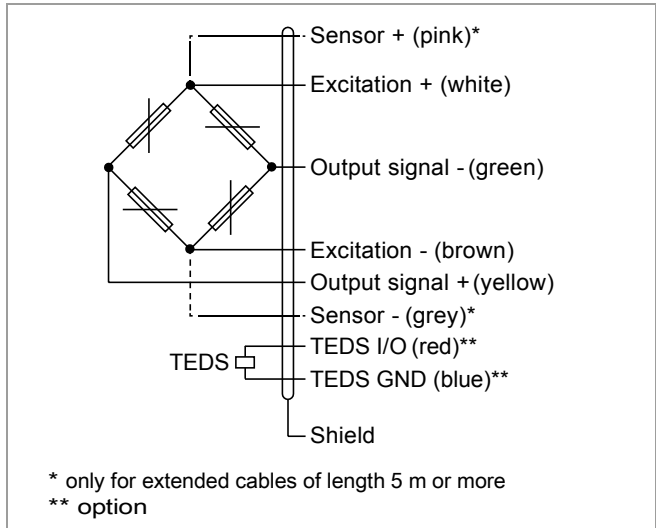 Sensor + (pink)*
Excitation + (white)
Output signal - (green)
Excitation - (brown)
Output signal + (yellow)
Sensor - (grey)*
TEDS I/O (red)**
TEDS
TEDS GND (blue)**
Shield
* only for extended cables of length 5 m or more
** option